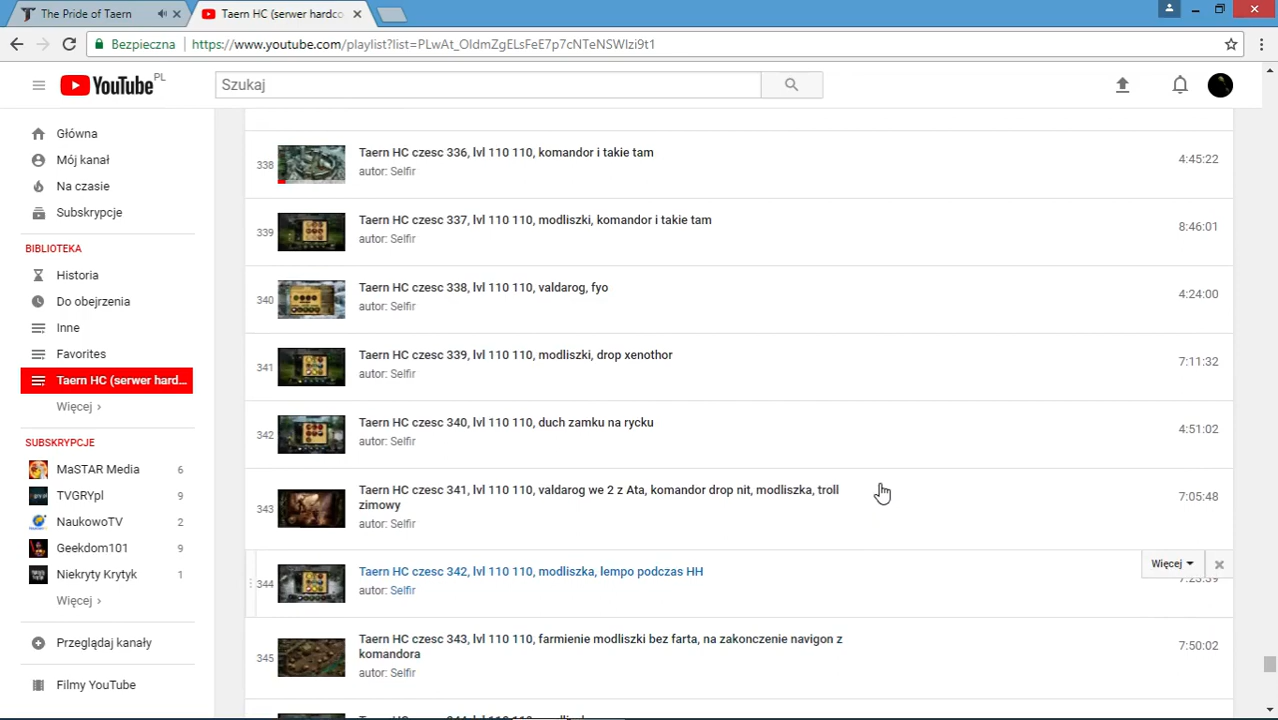 The Pride of Taern
Taern HC (serwer hardco
Bezpieczna
https://www.youtube.com/playlist?list=PLwAt_OldmZgELsFeE7p7cNTeNSWlzi9t1
YouTube PL
Szukaj
Główna
Mój kanał
Na czasie
Subskrypcje
BIBLIOTEKA
Historia
Do obejrzenia
Inne
Favorites
Taern HC (serwer hard...
Więcej ›
SUBSKRYPCJE
MaSTAR Media 6
TVGRYpl 9
NaukowoTV 2
Geekdom101 9
Niekryty Krytyk 1
Więcej ›
Przeglądaj kanały
Filmy YouTube
338 Taern HC czesc 336, lvl 110 110, komandor i takie tam 4:45:22
autor: Selfir
339 Taern HC czesc 337, lvl 110 110, modliszki, komandor i takie tam 8:46:01
autor: Selfir
340 Taern HC czesc 338, lvl 110 110, valdarog, fyo 4:24:00
autor: Selfir
341 Taern HC czesc 339, lvl 110 110, modliszki, drop xenothor 7:11:32
autor: Selfir
342 Taern HC czesc 340, lvl 110 110, duch zamku na rycku 4:51:02
autor: Selfir
343 Taern HC czesc 341, lvl 110 110, valdarog we 2 z Ata, komandor drop nit, modliszka, troll 7:05:48
zimowy
autor: Selfir
344 Taern HC czesc 342, lvl 110 110, modliszka, lempo podczas HH Więcej
autor: Selfir
345 Taern HC czesc 343, lvl 110 110, farmienie modliszki bez farta, na zakonczenie navigon z 7:50:02
komandora
autor: Selfir